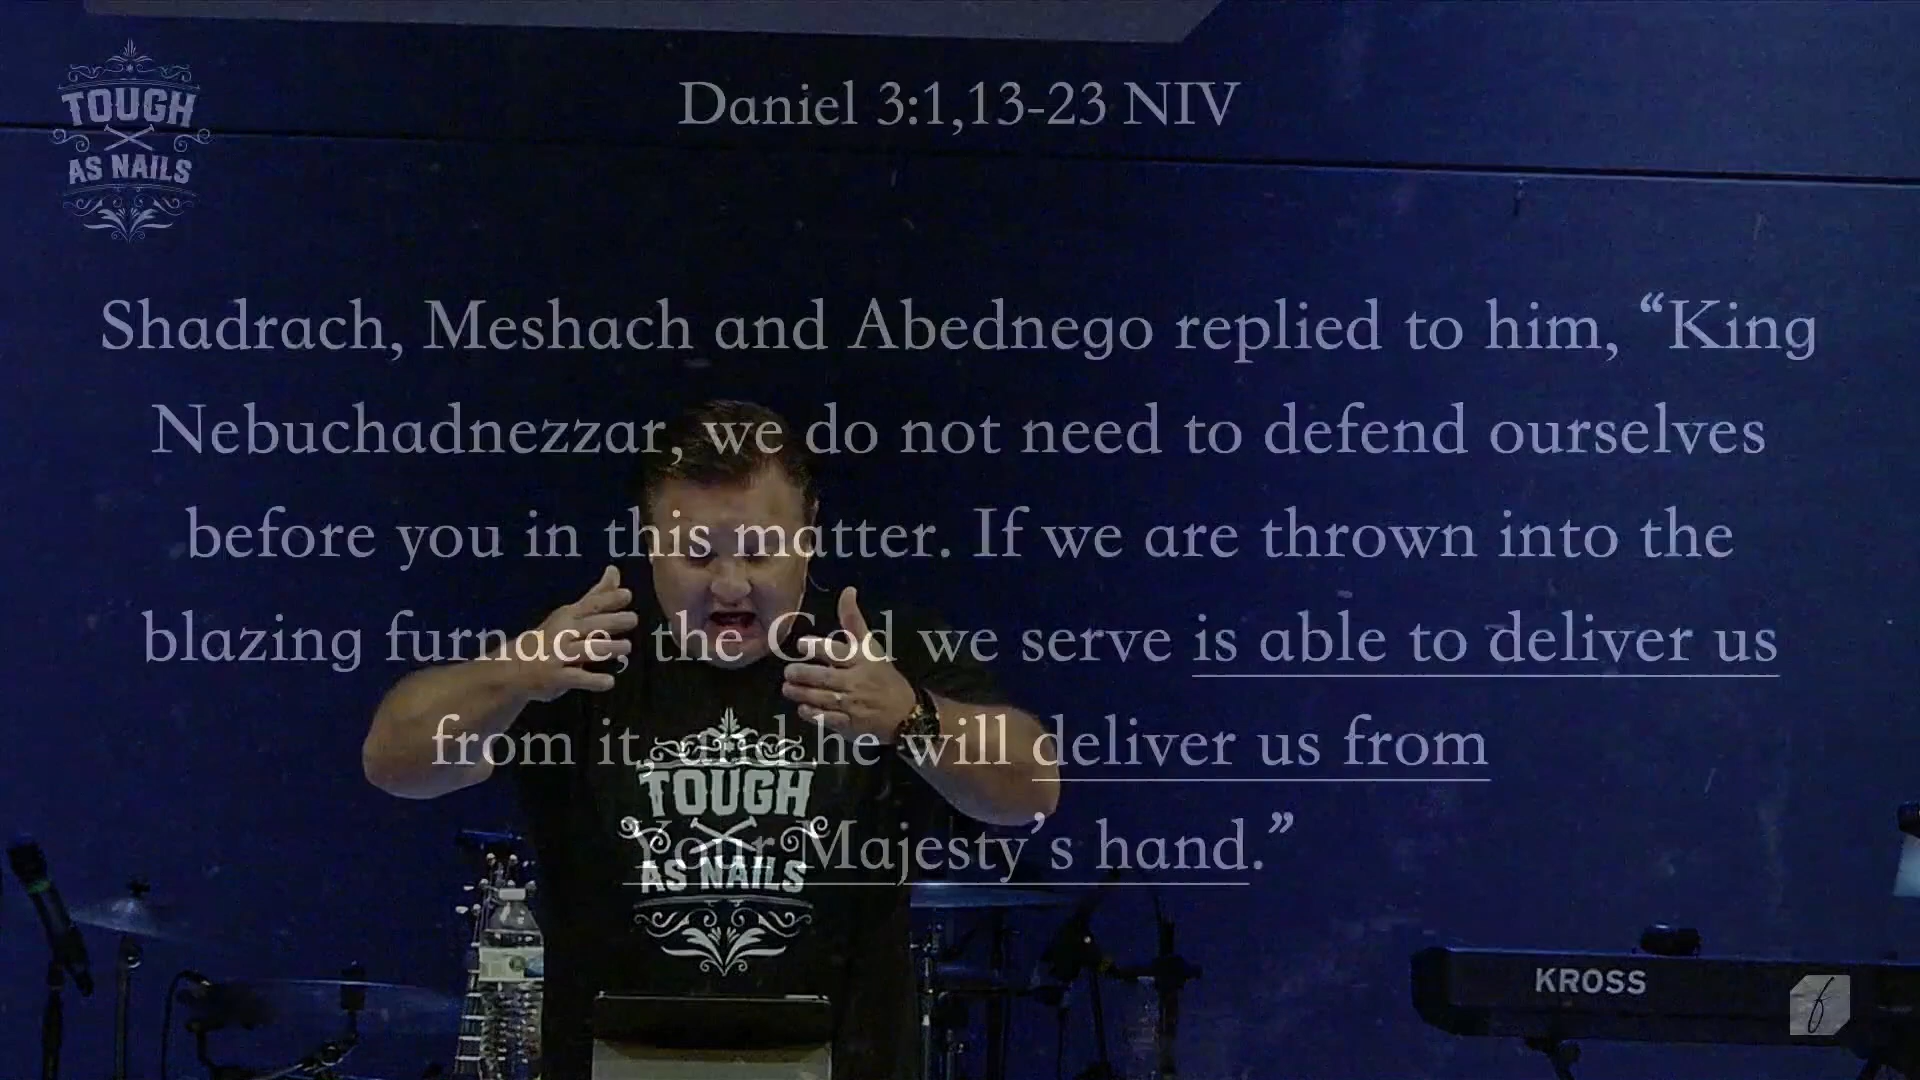 TOUGH
AS NAILS
Daniel 3:1,13-23 NIV
Shadrach, Meshach and Abednego replied to him, “King
Nebuchadnezzar, we do not need to defend ourselves
before you in this matter. If we are thrown into the
blazing furnace, the God we serve is able to deliver us
from it, and he will deliver us from
Your Majesty’s hand.”
TOUGH
AS NAILS
KROSS
f